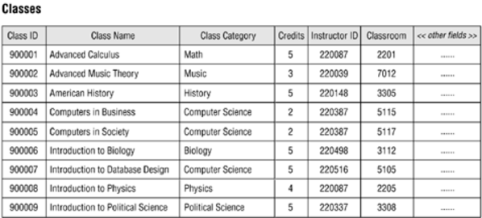 Classes
Class ID Class Name Class Category Credits Instructor ID Classroom << other fields >>
900001 Advanced Calculus Math 5 220087 2201 ......
900002 Advanced Music Theory Music 3 220039 7012 ......
900003 American History History 5 220148 3305 ......
900004 Computers in Business Computer Science 2 220387 5115 ......
900005 Computers in Society Computer Science 2 220387 5117 ......
900006 Introduction to Biology Biology 5 220498 3112 ......
900007 Introduction to Database Design Computer Science 5 220516 5105 ......
900008 Introduction to Physics Physics 4 220087 2205 ......
900009 Introduction to Political Science Political Science 5 220337 3308 ......